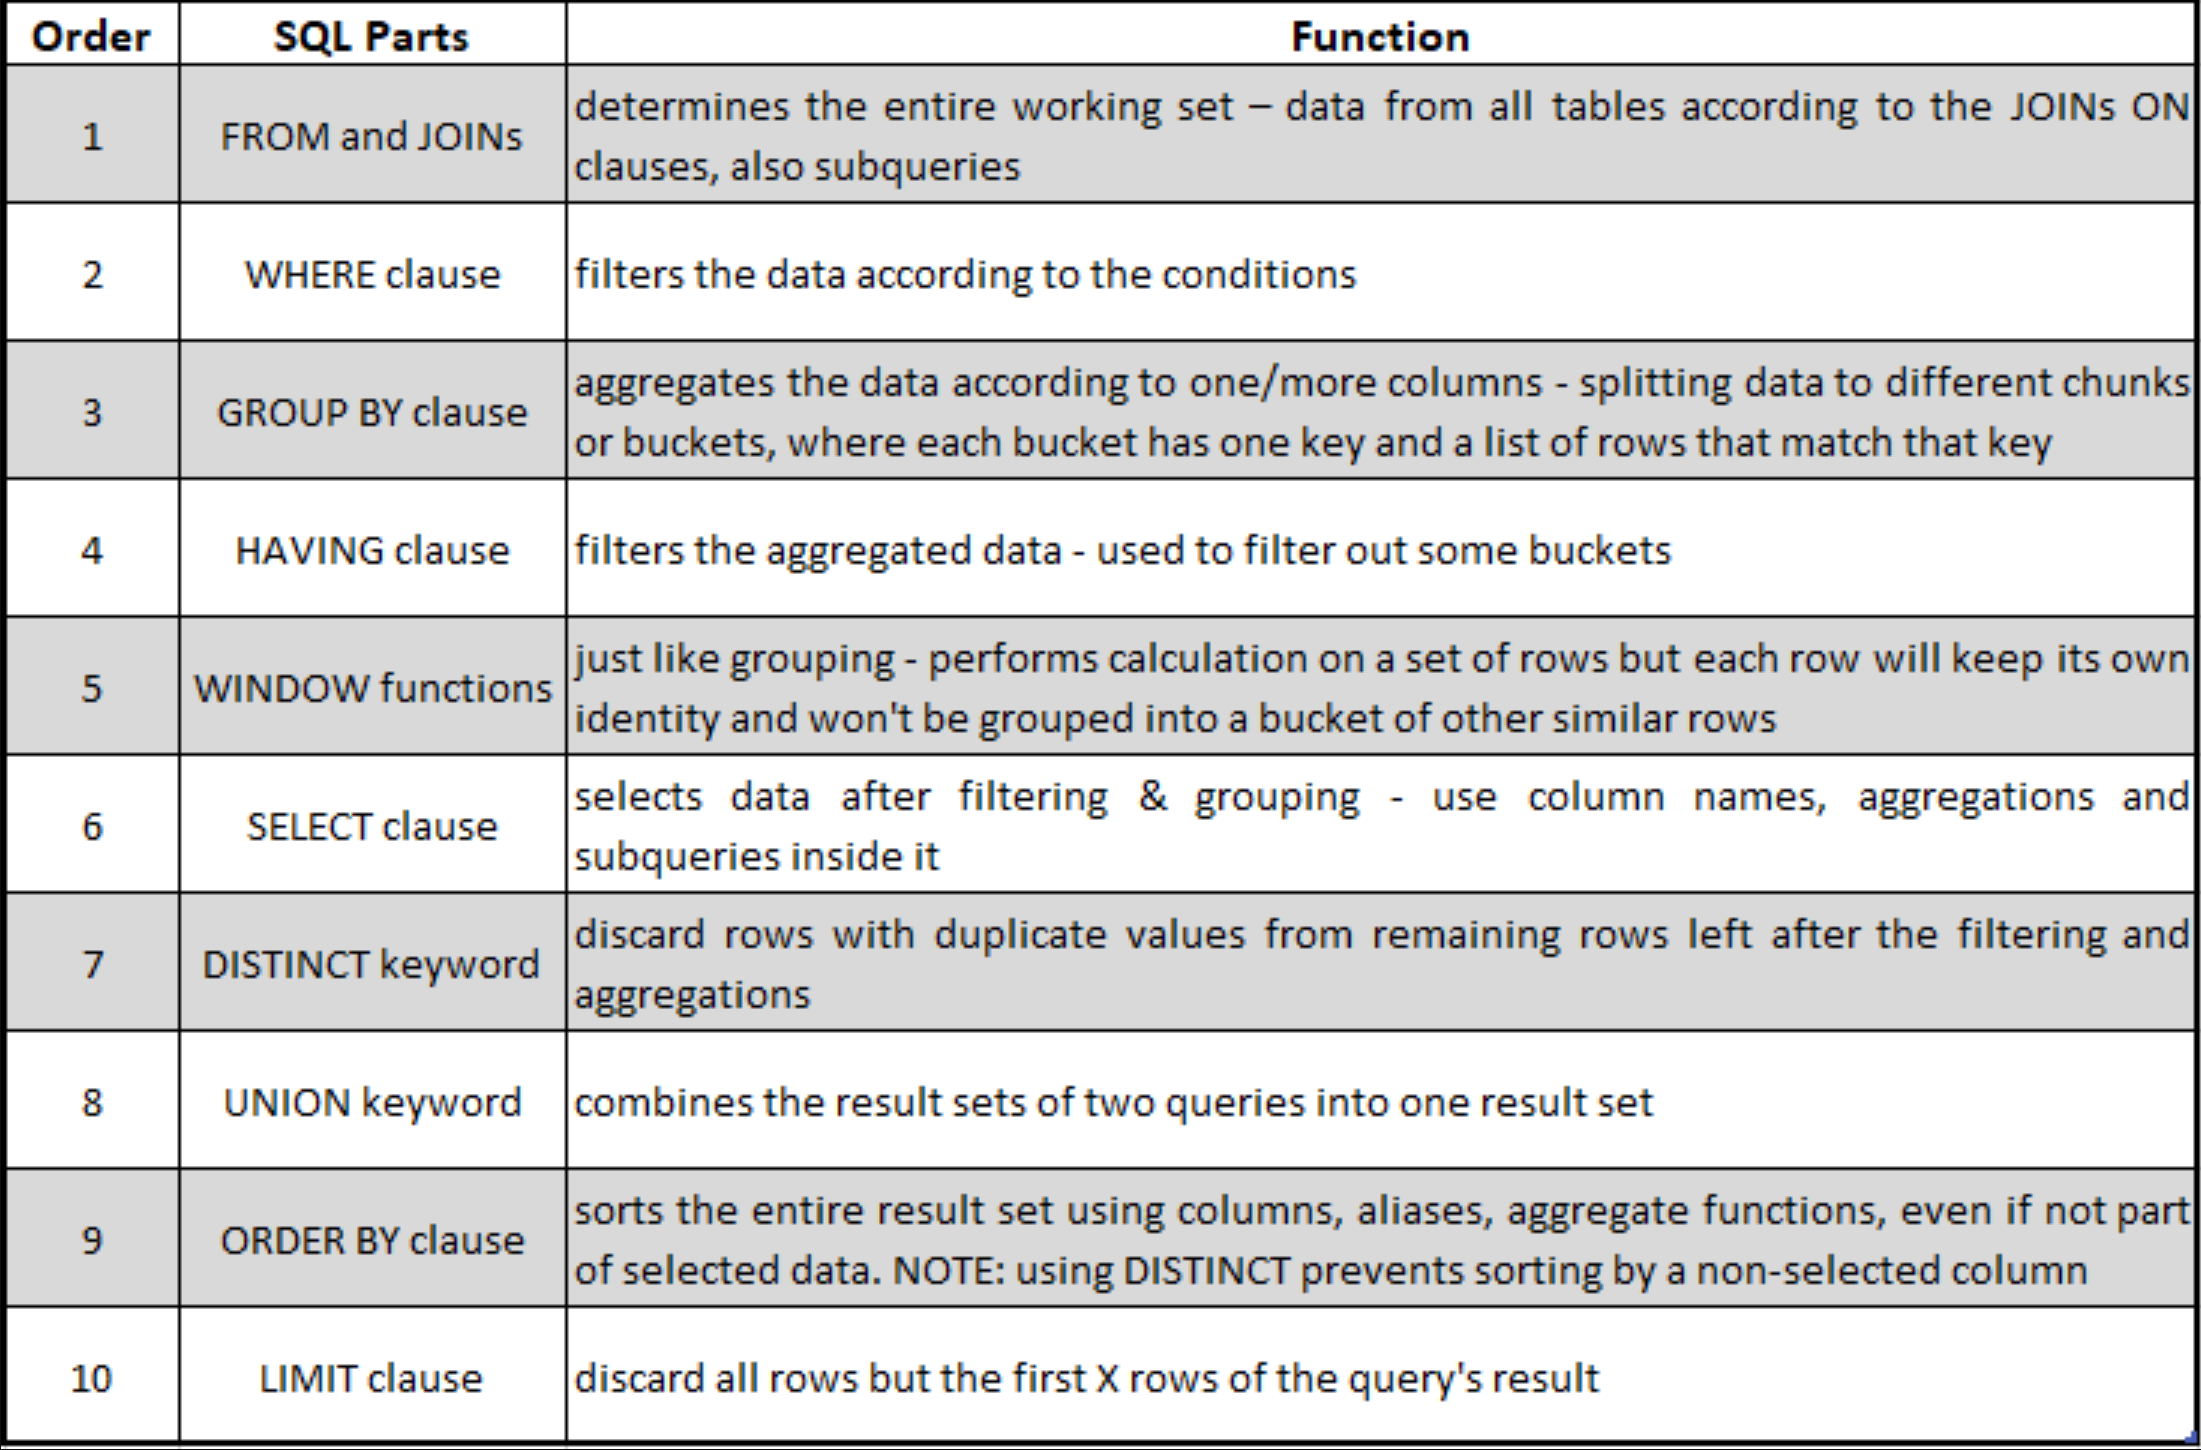 Order SQL Parts Function
1 FROM and JOINs determines the entire working set – data from all tables according to the JOINs ON
clauses, also subqueries
2 WHERE clause filters the data according to the conditions
3 GROUP BY clause aggregates the data according to one/more columns - splitting data to different chunks
or buckets, where each bucket has one key and a list of rows that match that key
4 HAVING clause filters the aggregated data - used to filter out some buckets
5 WINDOW functions just like grouping - performs calculation on a set of rows but each row will keep its own
identity and won't be grouped into a bucket of other similar rows
6 SELECT clause selects data after filtering & grouping - use column names, aggregations and
subqueries inside it
7 DISTINCT keyword discard rows with duplicate values from remaining rows left after the filtering and
aggregations
8 UNION keyword combines the result sets of two queries into one result set
9 ORDER BY clause sorts the entire result set using columns, aliases, aggregate functions, even if not part
of selected data. NOTE: using DISTINCT prevents sorting by a non-selected column
10 LIMIT clause discard all rows but the first X rows of the query's result